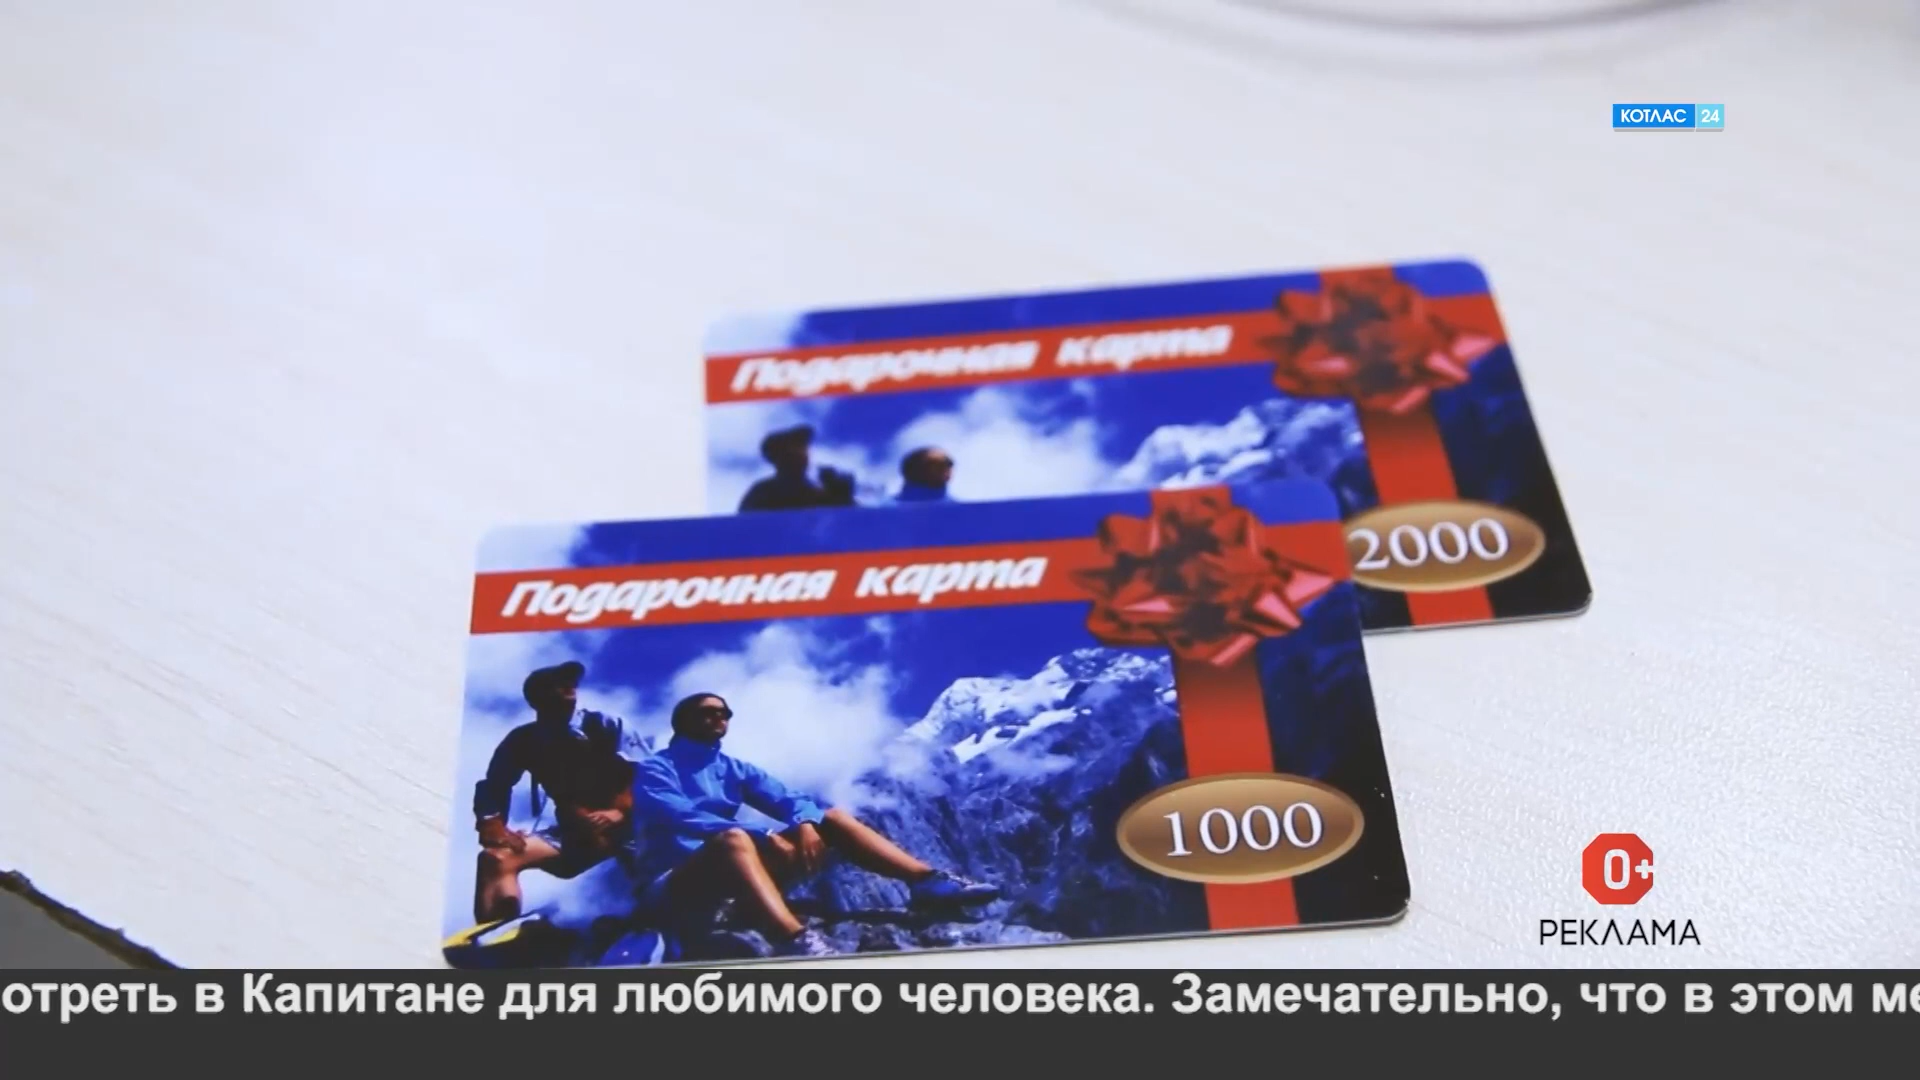 КОТЛАС 24
Подарочная карта
2000
Подарочная карта
1000
0+
РЕКЛАМА
отреть в Капитане для любимого человека. Замечательно, что в этом ме